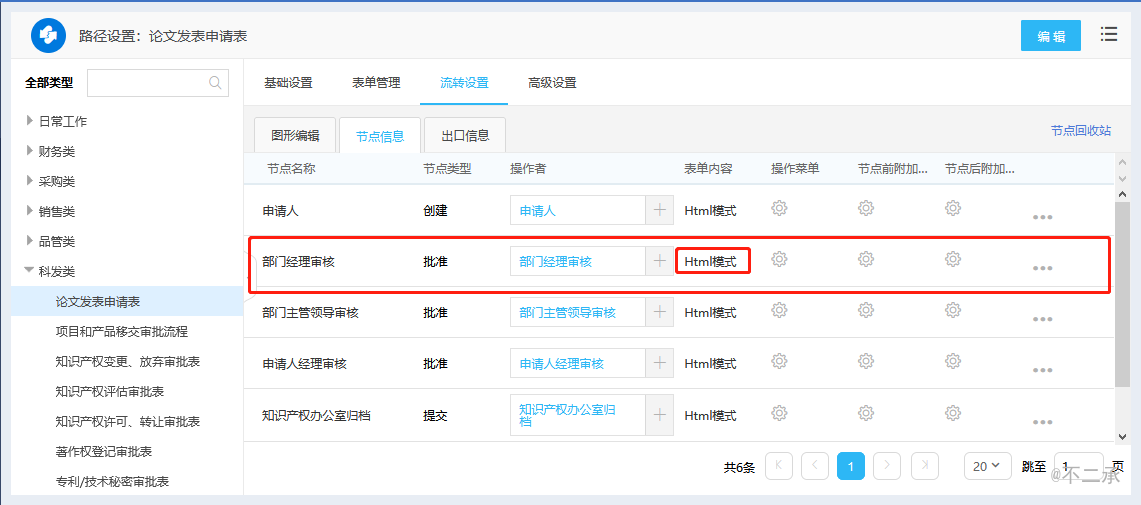 路径设置：论文发表申请表
编 辑
全部类型
基础设置 表单管理 流转设置 高级设置
日常工作
财务类
采购类
销售类
品管类
科发类
论文发表申请表
项目和产品移交审批流程
知识产权变更、放弃审批表
知识产权评估审批表
知识产权许可、转让审批表
著作权登记审批表
专利/技术秘密审批表
图形编辑 节点信息 出口信息
节点回收站
节点名称 节点类型 操作者 表单内容 操作菜单 节点前附加... 节点后附加...
申请人 创建 申请人 Html模式
部门经理审核 批准 部门经理审核 Html模式
部门主管领导审核 批准 部门主管领导审核 Html模式
申请人经理审核 批准 申请人经理审核 Html模式
知识产权办公室归档 提交 知识产权办公室归
档
Html模式
共6条 1 20 跳至 1 页
@不二承